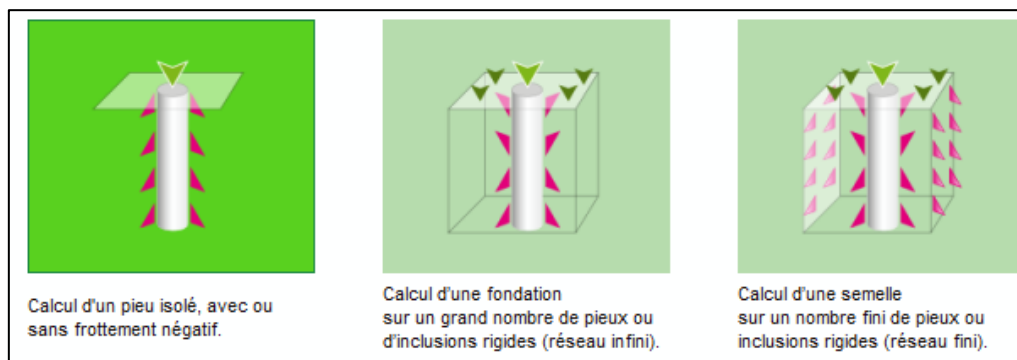 Calcul d'un pieu isolé, avec ou
sans frottement négatif.
Calcul d'une fondation
sur un grand nombre de pieux ou
d'inclusions rigides (réseau infini).
Calcul d'une semelle
sur un nombre fini de pieux ou
inclusions rigides (réseau fini).